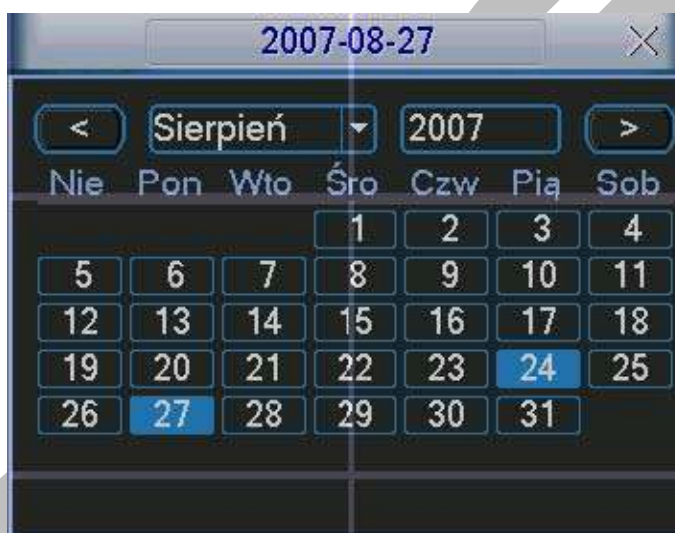 2007-08-27
< Sierpień 2007 >
Nie Pon Wto Śro Czw Pią Sob
1 2 3 4
5 6 7 8 9 10 11
12 13 14 15 16 17 18
19 20 21 22 23 24 25
26 27 28 29 30 31